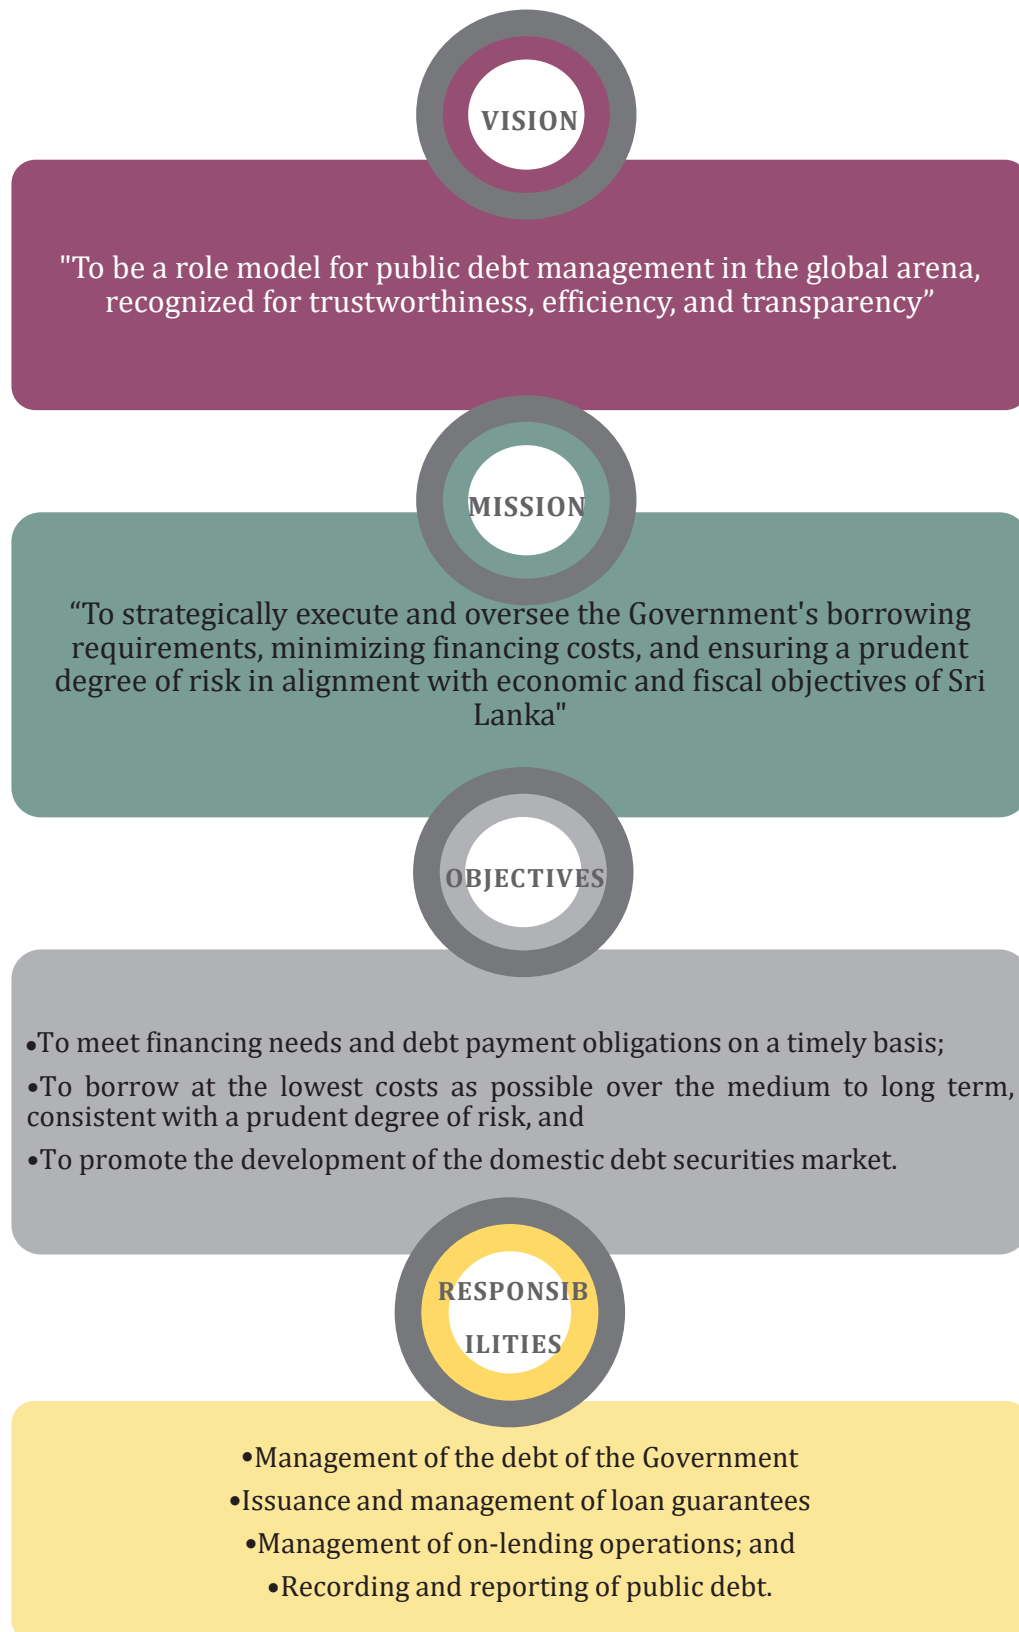 VISION
"To be a role model for public debt management in the global arena,
recognized for trustworthiness, efficiency, and transparency”
MISSION
“To strategically execute and oversee the Government's borrowing
requirements, minimizing financing costs, and ensuring a prudent
degree of risk in alignment with economic and fiscal objectives of Sri
Lanka"
OBJECTIVES
•To meet financing needs and debt payment obligations on a timely basis;
•To borrow at the lowest costs as possible over the medium to long term,
consistent with a prudent degree of risk, and
•To promote the development of the domestic debt securities market.
RESPONSIB
ILITIES
•Management of the debt of the Government
•Issuance and management of loan guarantees
•Management of on-lending operations; and
•Recording and reporting of public debt.